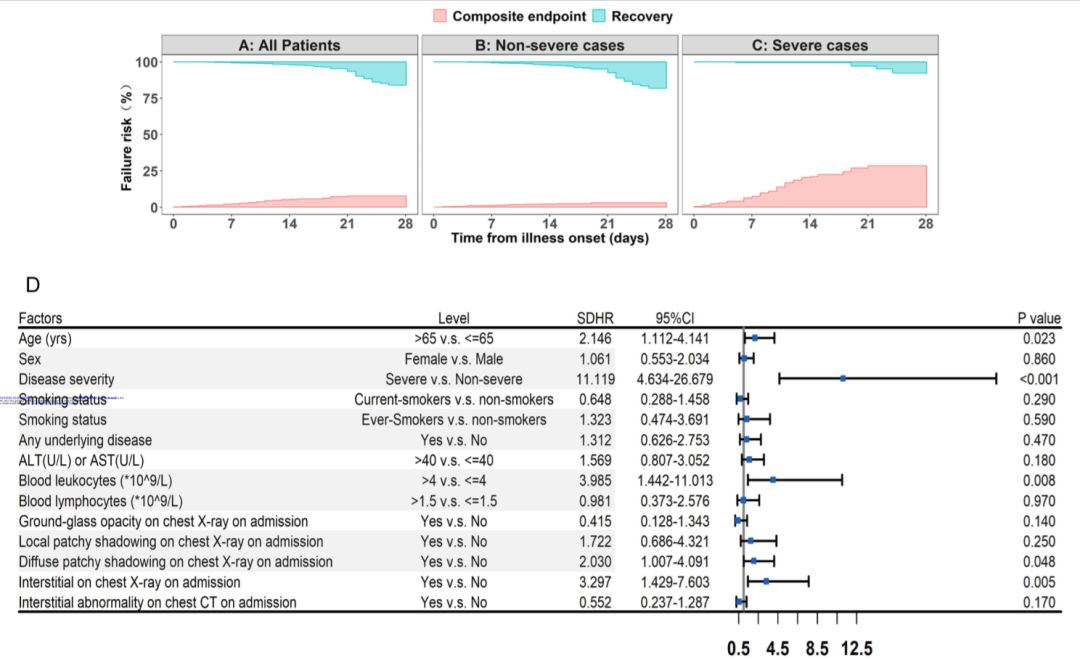 Composite endpoint Recovery
A: All Patients B: Non-severe cases C: Severe cases
Failure risk (%)
100
75
50
25
0
0 7 14 21 28 0 7 14 21 28 0 7 14 21 28
Time from illness onset (days)
D
Factors Level SDHR 95%CI P value
Age (yrs) >65 v.s. <=65 2.146 1.112-4.141 0.023
Sex Female v.s. Male 1.061 0.553-2.034 0.860
Disease severity Severe v.s. Non-severe 11.119 4.634-26.679 <0.001
Smoking status Current-smokers v.s. non-smokers 0.648 0.288-1.458 0.290
Smoking status Ever-Smokers v.s. non-smokers 1.323 0.474-3.691 0.590
Any underlying disease Yes v.s. No 1.312 0.626-2.753 0.470
ALT(U/L) or AST(U/L) >40 v.s. <=40 1.569 0.807-3.052 0.180
Blood leukocytes (*10^9/L) >4 v.s. <=4 3.985 1.442-11.013 0.008
Blood lymphocytes (*10^9/L) >1.5 v.s. <=1.5 0.981 0.373-2.576 0.970
Ground-glass opacity on chest X-ray on admission Yes v.s. No 0.415 0.128-1.343 0.140
Local patchy shadowing on chest X-ray on admission Yes v.s. No 1.722 0.686-4.321 0.250
Diffuse patchy shadowing on chest X-ray on admission Yes v.s. No 2.030 1.007-4.091 0.048
Interstitial on chest X-ray on admission Yes v.s. No 3.297 1.429-7.603 0.005
Interstitial abnormality on chest CT on admission Yes v.s. No 0.552 0.237-1.287 0.170
0.5 4.5 8.5 12.5